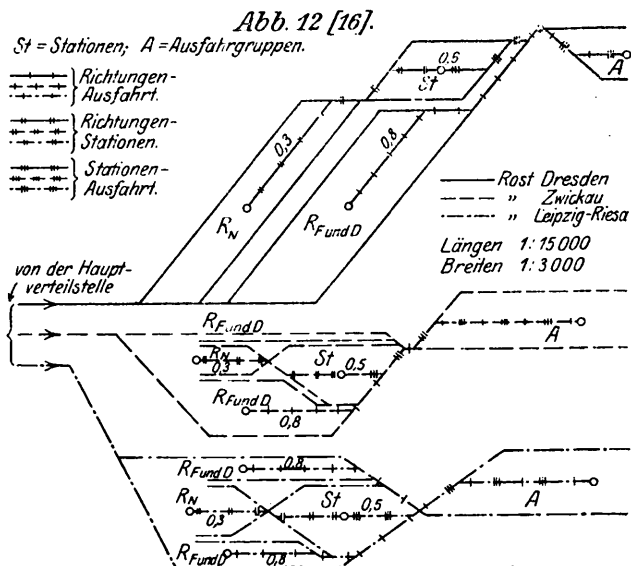 Abb. 12 [16].
St = Stationen; A = Ausfahrgruppen.
Richtungen-
Ausfahrt.
Richtungen-
Stationen.
Stationen-
Ausfahrt.
0,5
St
A
0,3
0,8
R_N
R_F und D
Rost Dresden
" Zwickau
" Leipzig-Riesa
Längen 1:15000
Breiten 1:3000
von der Haupt-
verteilstelle
R_F und D
R_N
0,3
St
0,5
A
R_F und D
0,8
R_F und D
0,8
R_N
0,3
St
0,5
A
R_F und D
0,8